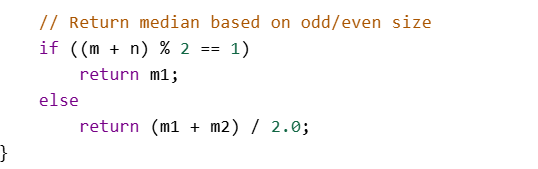 // Return median based on odd/even size
if ((m + n) % 2 == 1)
return m1;
else
return (m1 + m2) / 2.0;
}